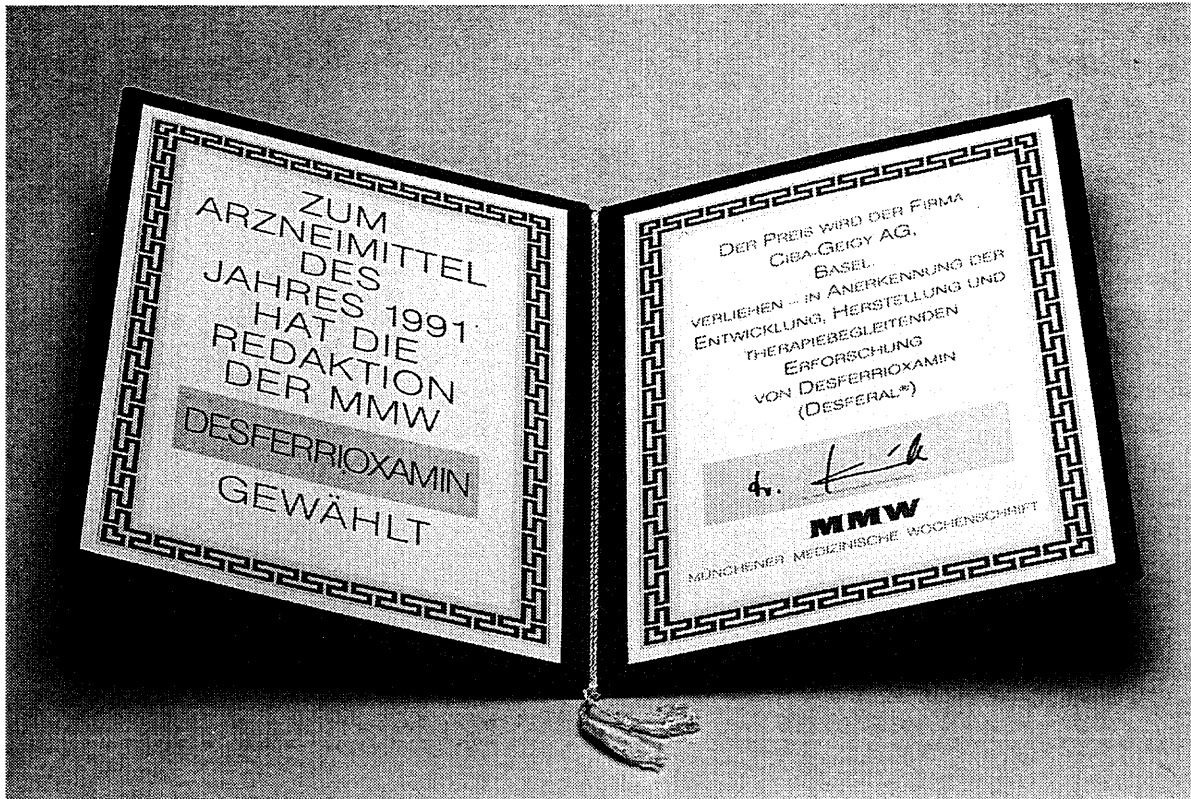 ZUM
ARZNEIMITTEL
DES
JAHRES 1991
HAT DIE
REDAKTION
DER MMW
DESFERRIOXAMIN
GEWÄHLT
DER PREIS WIRD DER FIRMA
CIBA-GEIGY AG,
BASEL.
VERLIEHEN – IN ANERKENNUNG DER
ENTWICKLUNG, HERSTELLUNG UND
THERAPIEBEGLEITENDEN
ERFORSCHUNG
VON DESFERRIOXAMIN
(DESFERAL®)
MMW
MÜNCHENER MEDIZINISCHE WOCHENSCHRIFT